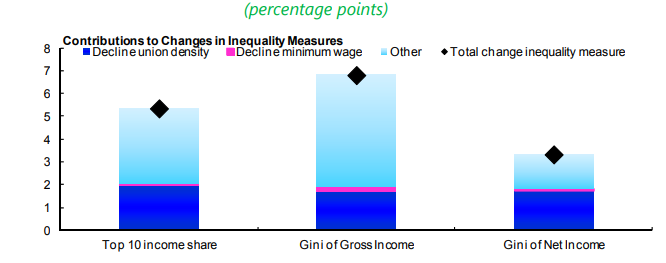 (percentage points)
Contributions to Changes in Inequality Measures
Decline union density Decline minimum wage Other Total change inequality measure
8
7
6
5
4
3
2
1
0
Top 10 income share Gini of Gross Income Gini of Net Income